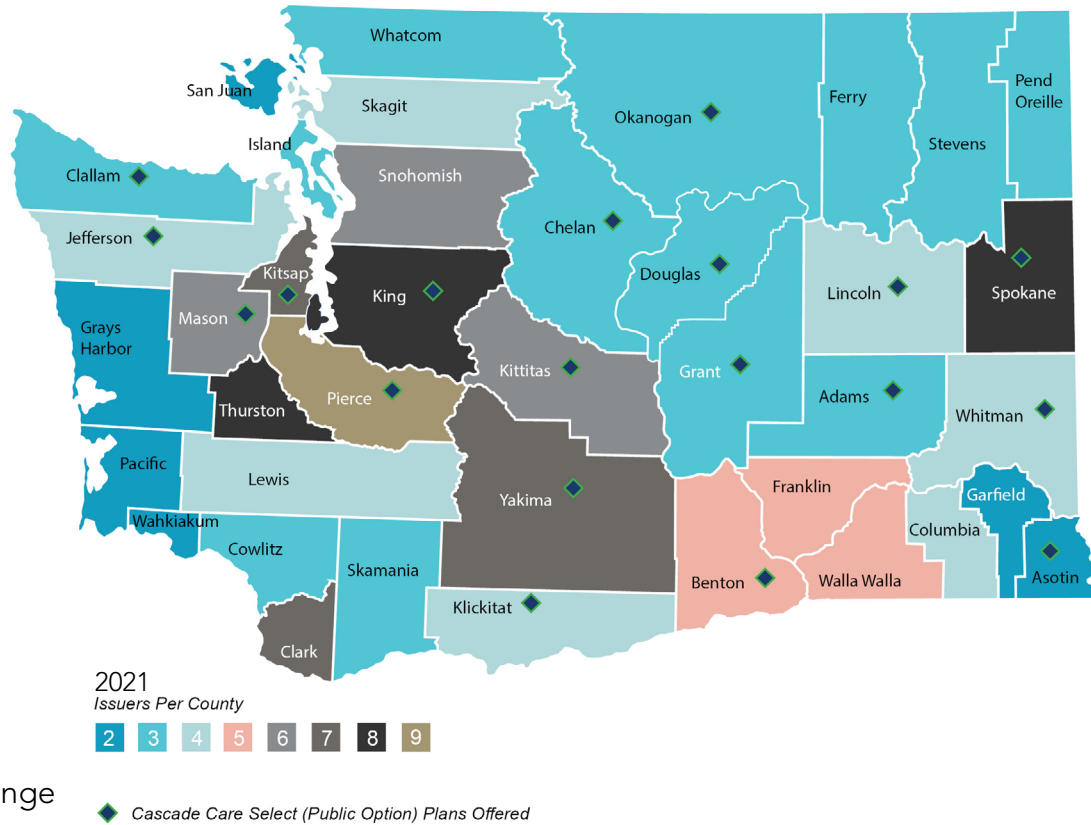 Whatcom
San Juan
Skagit
Island
Okanogan
Ferry
Pend
Oreille
Stevens
Clallam
Snohomish
Jefferson
Chelan
Kitsap
Douglas
King
Lincoln
Spokane
Mason
Grays
Harbor
Kittitas
Grant
Pierce
Adams
Thurston
Whitman
Pacific
Lewis
Yakima
Franklin
Garfield
Wahkiakum
Columbia
Cowlitz
Skamania
Benton
Walla Walla
Asotin
Klickitat
Clark
2021
Issuers Per County
2 3 4 5 6 7 8 9
nge
Cascade Care Select (Public Option) Plans Offered